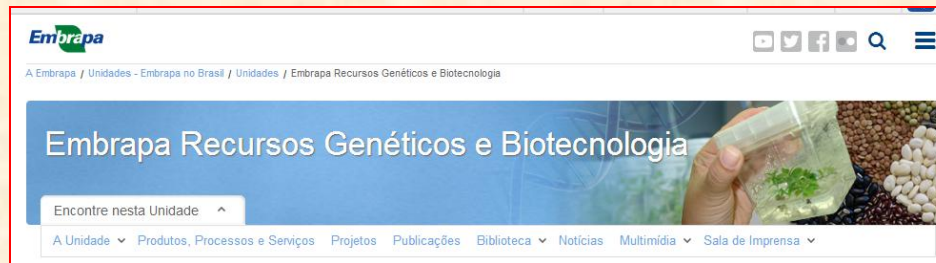 Embrapa
A Embrapa / Unidades - Embrapa no Brasil / Unidades / Embrapa Recursos Genéticos e Biotecnologia
Embrapa Recursos Genéticos e Biotecnologia
Encontre nesta Unidade
A Unidade Produtos, Processos e Serviços Projetos Publicações Biblioteca Notícias Multimídia Sala de Imprensa